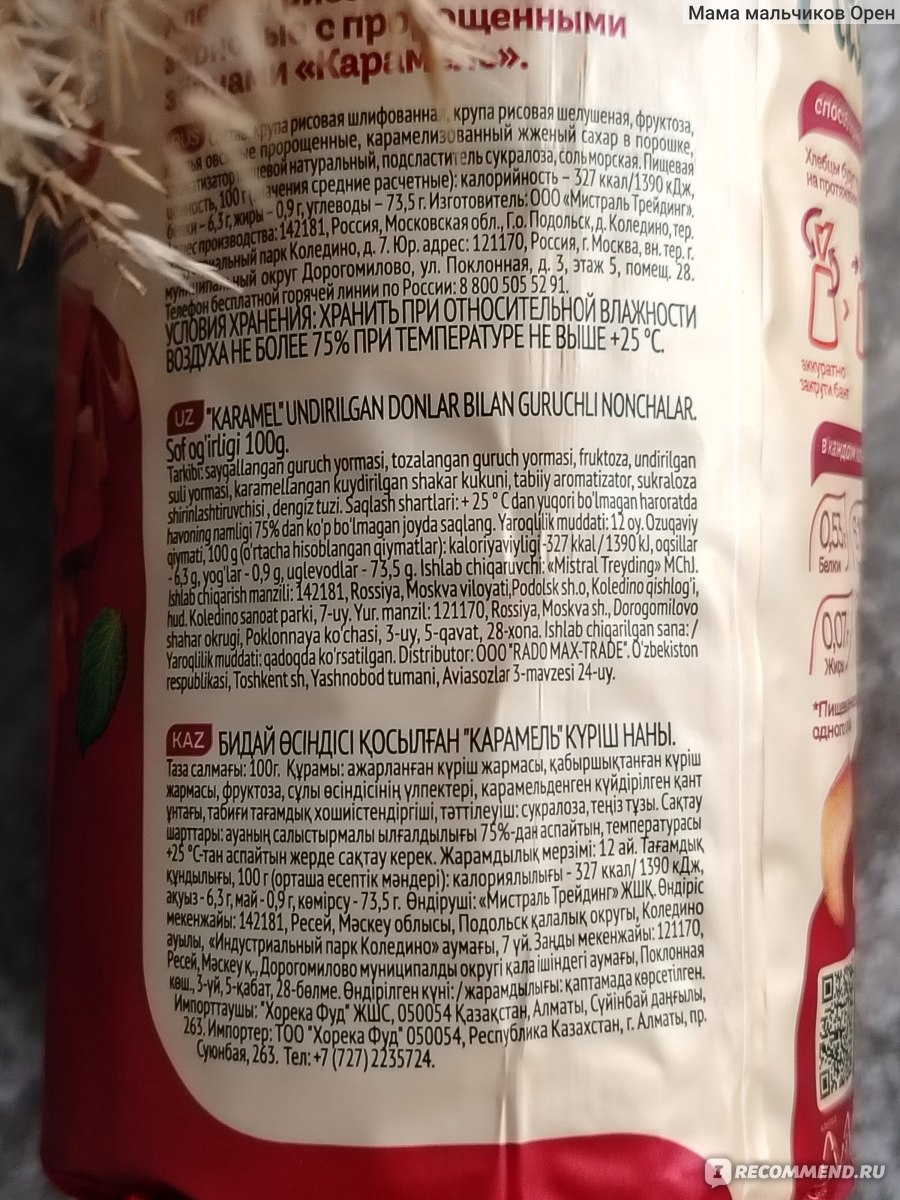 Мама мальчиков Орен
с пророщенными
«Карамель».
крупа рисовая шлифованная, крупа рисовая шелушеная, фруктоза,
пророщенные, карамелизованный жженый сахар в порошке,
натуральный, подсластитель сукралоза, соль морская. Пищевая
100 г средние расчетные): калорийность – 327 ккал/1390 кДж,
– 6,3 г, жиры – 0,9 г, углеводы – 73,5 г. Изготовитель: ООО «Мистраль Трейдинг».
производства: 142181, Россия, Московская обл., Г.о. Подольск, д. Коледино, тер.
парк Коледино, д. 7. Юр. адрес: 121170, Россия, г. Москва, вн. тер. г.
муниципальный округ Дорогомилово, ул. Поклонная, д. 3, этаж 5, помещ. 28.
Телефон бесплатной горячей линии по России: 8 800 505 52 91.
УСЛОВИЯ ХРАНЕНИЯ: ХРАНИТЬ ПРИ ОТНОСИТЕЛЬНОЙ ВЛАЖНОСТИ
ВОЗДУХА НЕ БОЛЕЕ 75% ПРИ ТЕМПЕРАТУРЕ НЕ ВЫШЕ +25 °С.
UZ "KARAMEL" UNDIRILGAN DONLAR BILAN GURUCHLI NONCHALAR.
Sof og'irligi 100g.
Tarkibi: sayqallangan guruch yormasi, tozalangan guruch yormasi, fruktoza, undirilgan
suli yormasi, karamellangan kuydirilgan shakar kukuni, tabiiy aromatizator, sukraloza
shirinlashtiruvchisi, dengiz tuzi. Saqlash shartlari: + 25 ° C dan yuqori bo'lmagan haroratda
havoning namligi 75% dan ko'p bo'lmagan joyda saqlang. Yaroqlilik muddati: 12 oy. Ozuqaviy
qiymati, 100 g (o'rtacha hisoblangan qiymatlar): kaloriyaviyligi -327 kkal/ 1390 kJ, oqsillar
- 6,3 g, yog'lar - 0,9 g, uglevodlar - 73,5 g. Ishlab chiqaruvchi: «Mistral Treyding» MChJ.
Ishlab chiqarish manzili: 142181, Rossiya, Moskva viloyati,Podolsk sh.o, Koledino qishlog'i,
hud. Koledino sanoat parki, 7-uy. Yur. manzil: 121170, Rossiya, Moskva sh., Dorogomilovo
shahar okrugi, Poklonnaya ko'chasi, 3-uy, 5-qavat, 28-xona. Ishlab chiqarilgan sana: /
Yaroqlilik muddati: qadoqda ko'rsatilgan. Distributor: ООО "RADO MAX-TRADE". O'zbekiston
respublikasi, Toshkent sh, Yashnobod tumani, Aviasozlar 3-mavzesi 24-uy.
KAZ БИДАЙ ӨСІНДІСІ ҚОСЫЛҒАН "КАРАМЕЛЬ" КҮРІШ НАНЫ.
Таза салмағы: 100г. Құрамы: ажарланған күріш жармасы, қабыршықтанған күріш
жармасы, фруктоза, сұлы өсіндісінің үлпектері, карамельденген күйдірілген қант
ұнтағы, табиғи тағамдық хошиістендіргіші, тәттілеуіш: сукралоза, теңіз тұзы. Сақтау
шарттары: ауаның салыстырмалы ылғалдылығы 75%-дан аспайтын, температурасы
+25 °С-тан аспайтын жерде сақтау керек. Жарамдылық мерзімі: 12 ай. Тағамдық
құндылығы, 100 г (орташа есептік мәндері): калориялылығы - 327 ккал/ 1390 кДж,
ақуыз - 6,3 г, май - 0,9 г, көмірсу - 73,5 г. Өндіруші: «Мистраль Трейдинг» ЖШҚ. Өндіріс
мекенжайы: 142181, Ресей, Мәскеу облысы, Подольск қалалық округы, Коледино
ауылы, «Индустриальный парк Коледино» аумағы, 7 үй. Заңды мекенжайы: 121170,
Ресей, Мәскеу қ., Дорогомилово муниципалды округі қала ішіндегі аумағы, Поклонная
көш., 3-үй, 5-қабат, 28-бөлме. Өндірілген күні: / жарамдылығы: қаптамада көрсетілген.
Импорттаушы: "Хорека Фуд" ЖШС, 050054 Қазақстан, Алматы, Сүйінбай даңғылы,
263. Импортер: ТОО "Хорека Фуд" 050054, Республика Казахстан, г. Алматы, пр.
Суюнбая, 263. Тел: +7 (727) 2235724.
Хлебцы
на
аккуратно
закрути
В каждом
0,55
Белки
0,07
Жиры
одного
RECOMMEND.RU